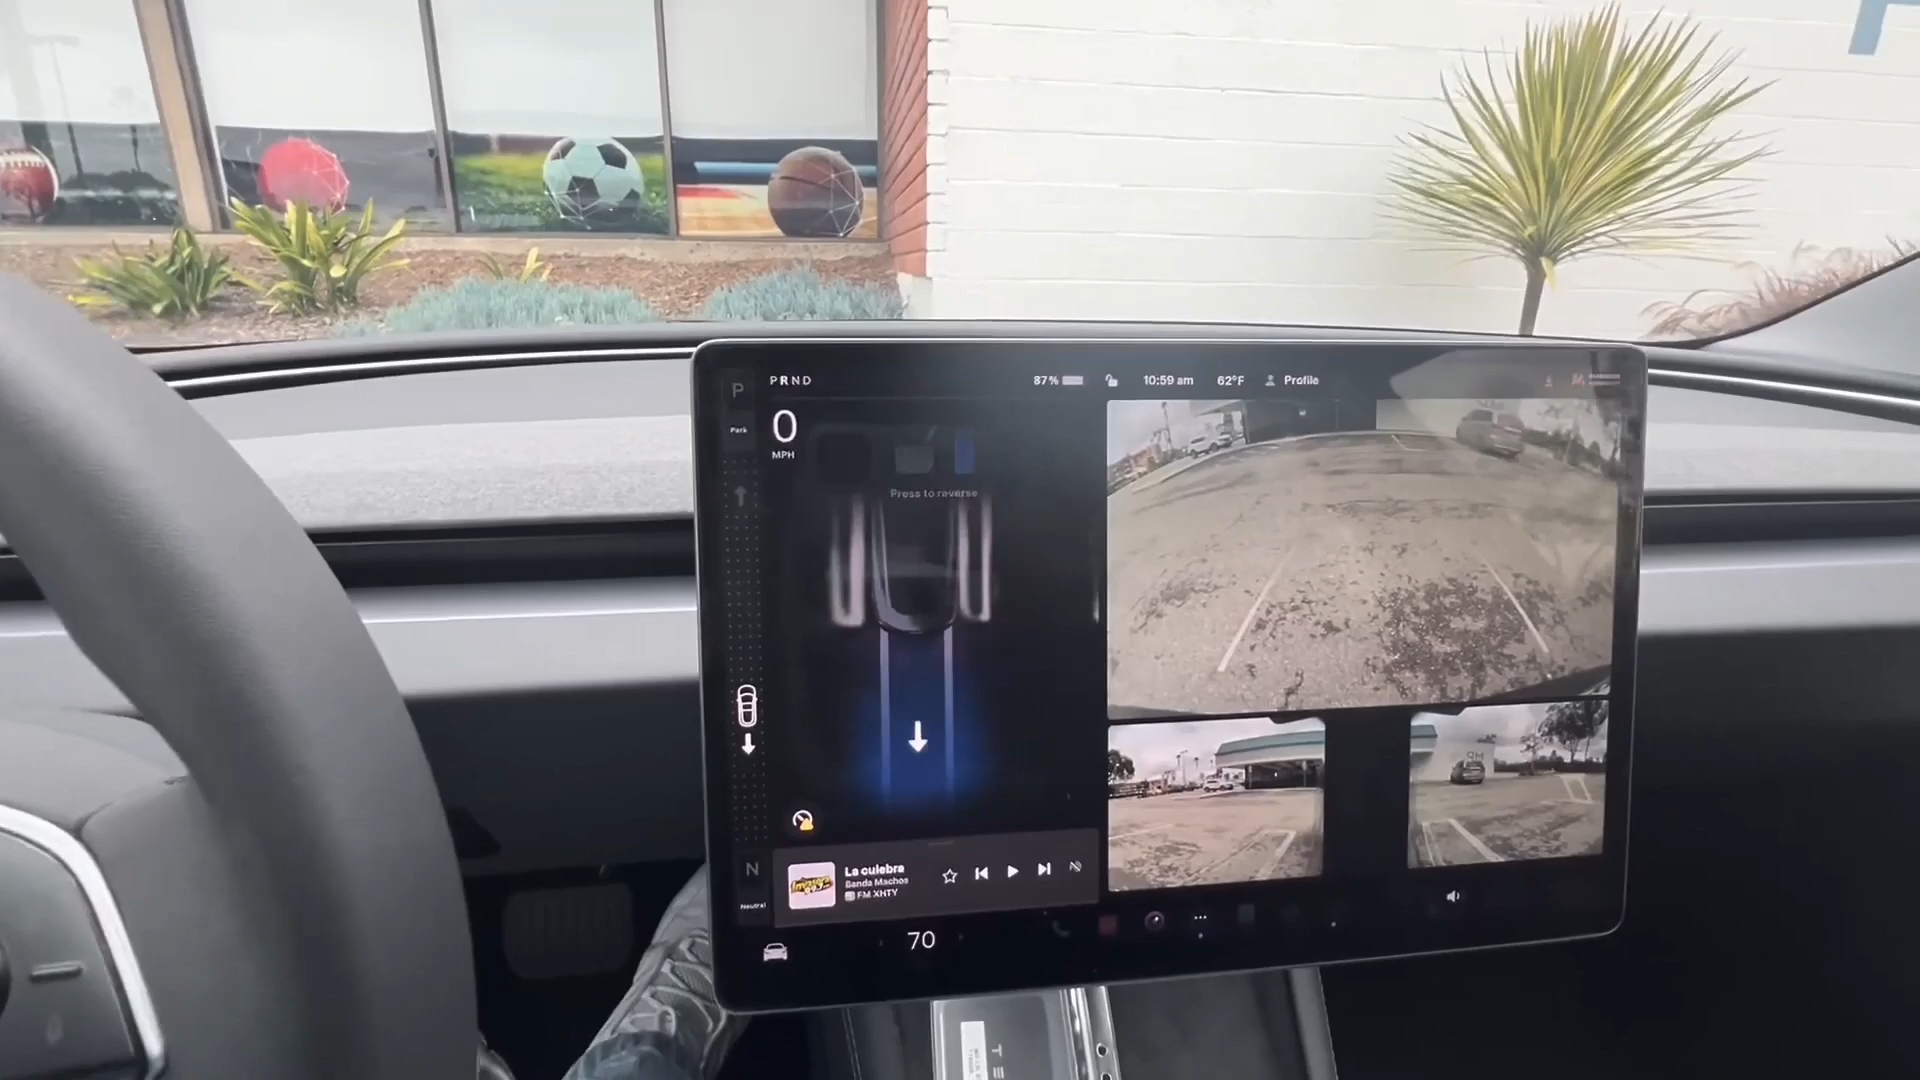 P
PRND
87%
10:59 am
62°F
Profile
Park
0
MPH
Press to reverse
N
Neutral
La culebra
Banda Machos
FM XHTY
70